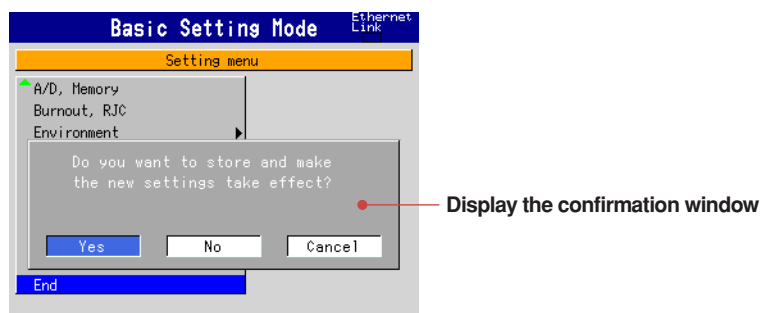 Basic Setting Mode
Ethernet
Link
Setting menu
A/D, Memory
Burnout, RJC
Environment
Do you want to store and make
the new settings take effect?
Display the confirmation window
Yes No Cancel
End